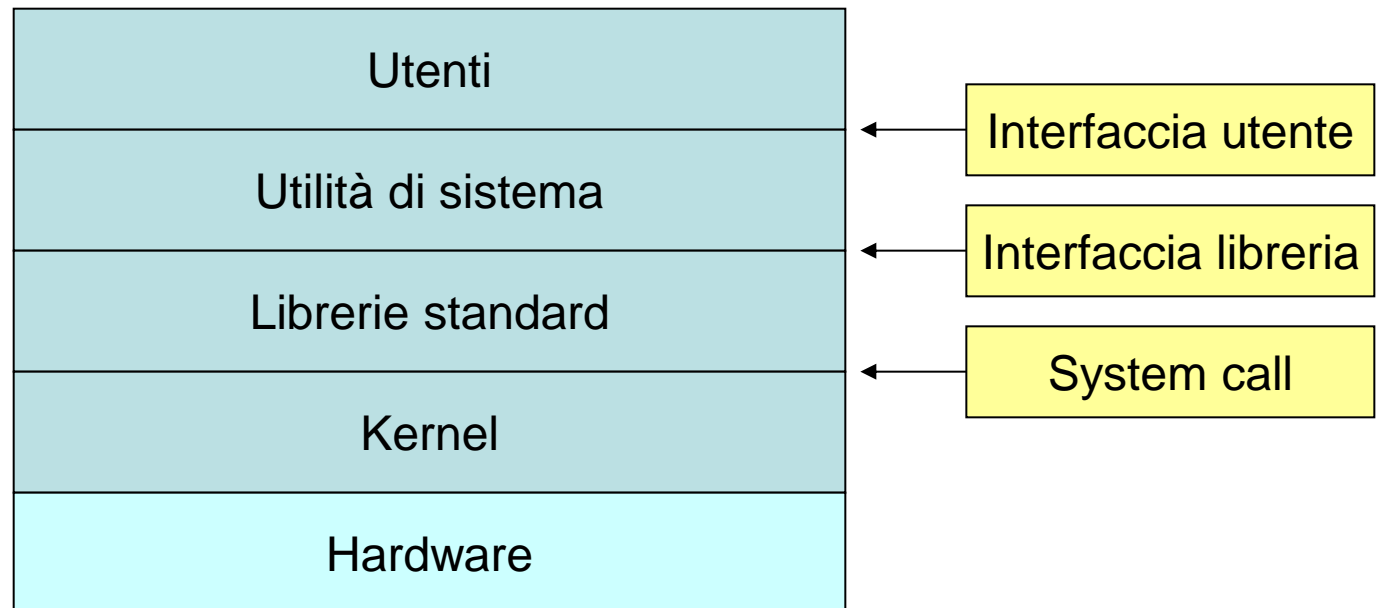 Utenti
Interfaccia utente
Utilità di sistema
Interfaccia libreria
Librerie standard
System call
Kernel
Hardware